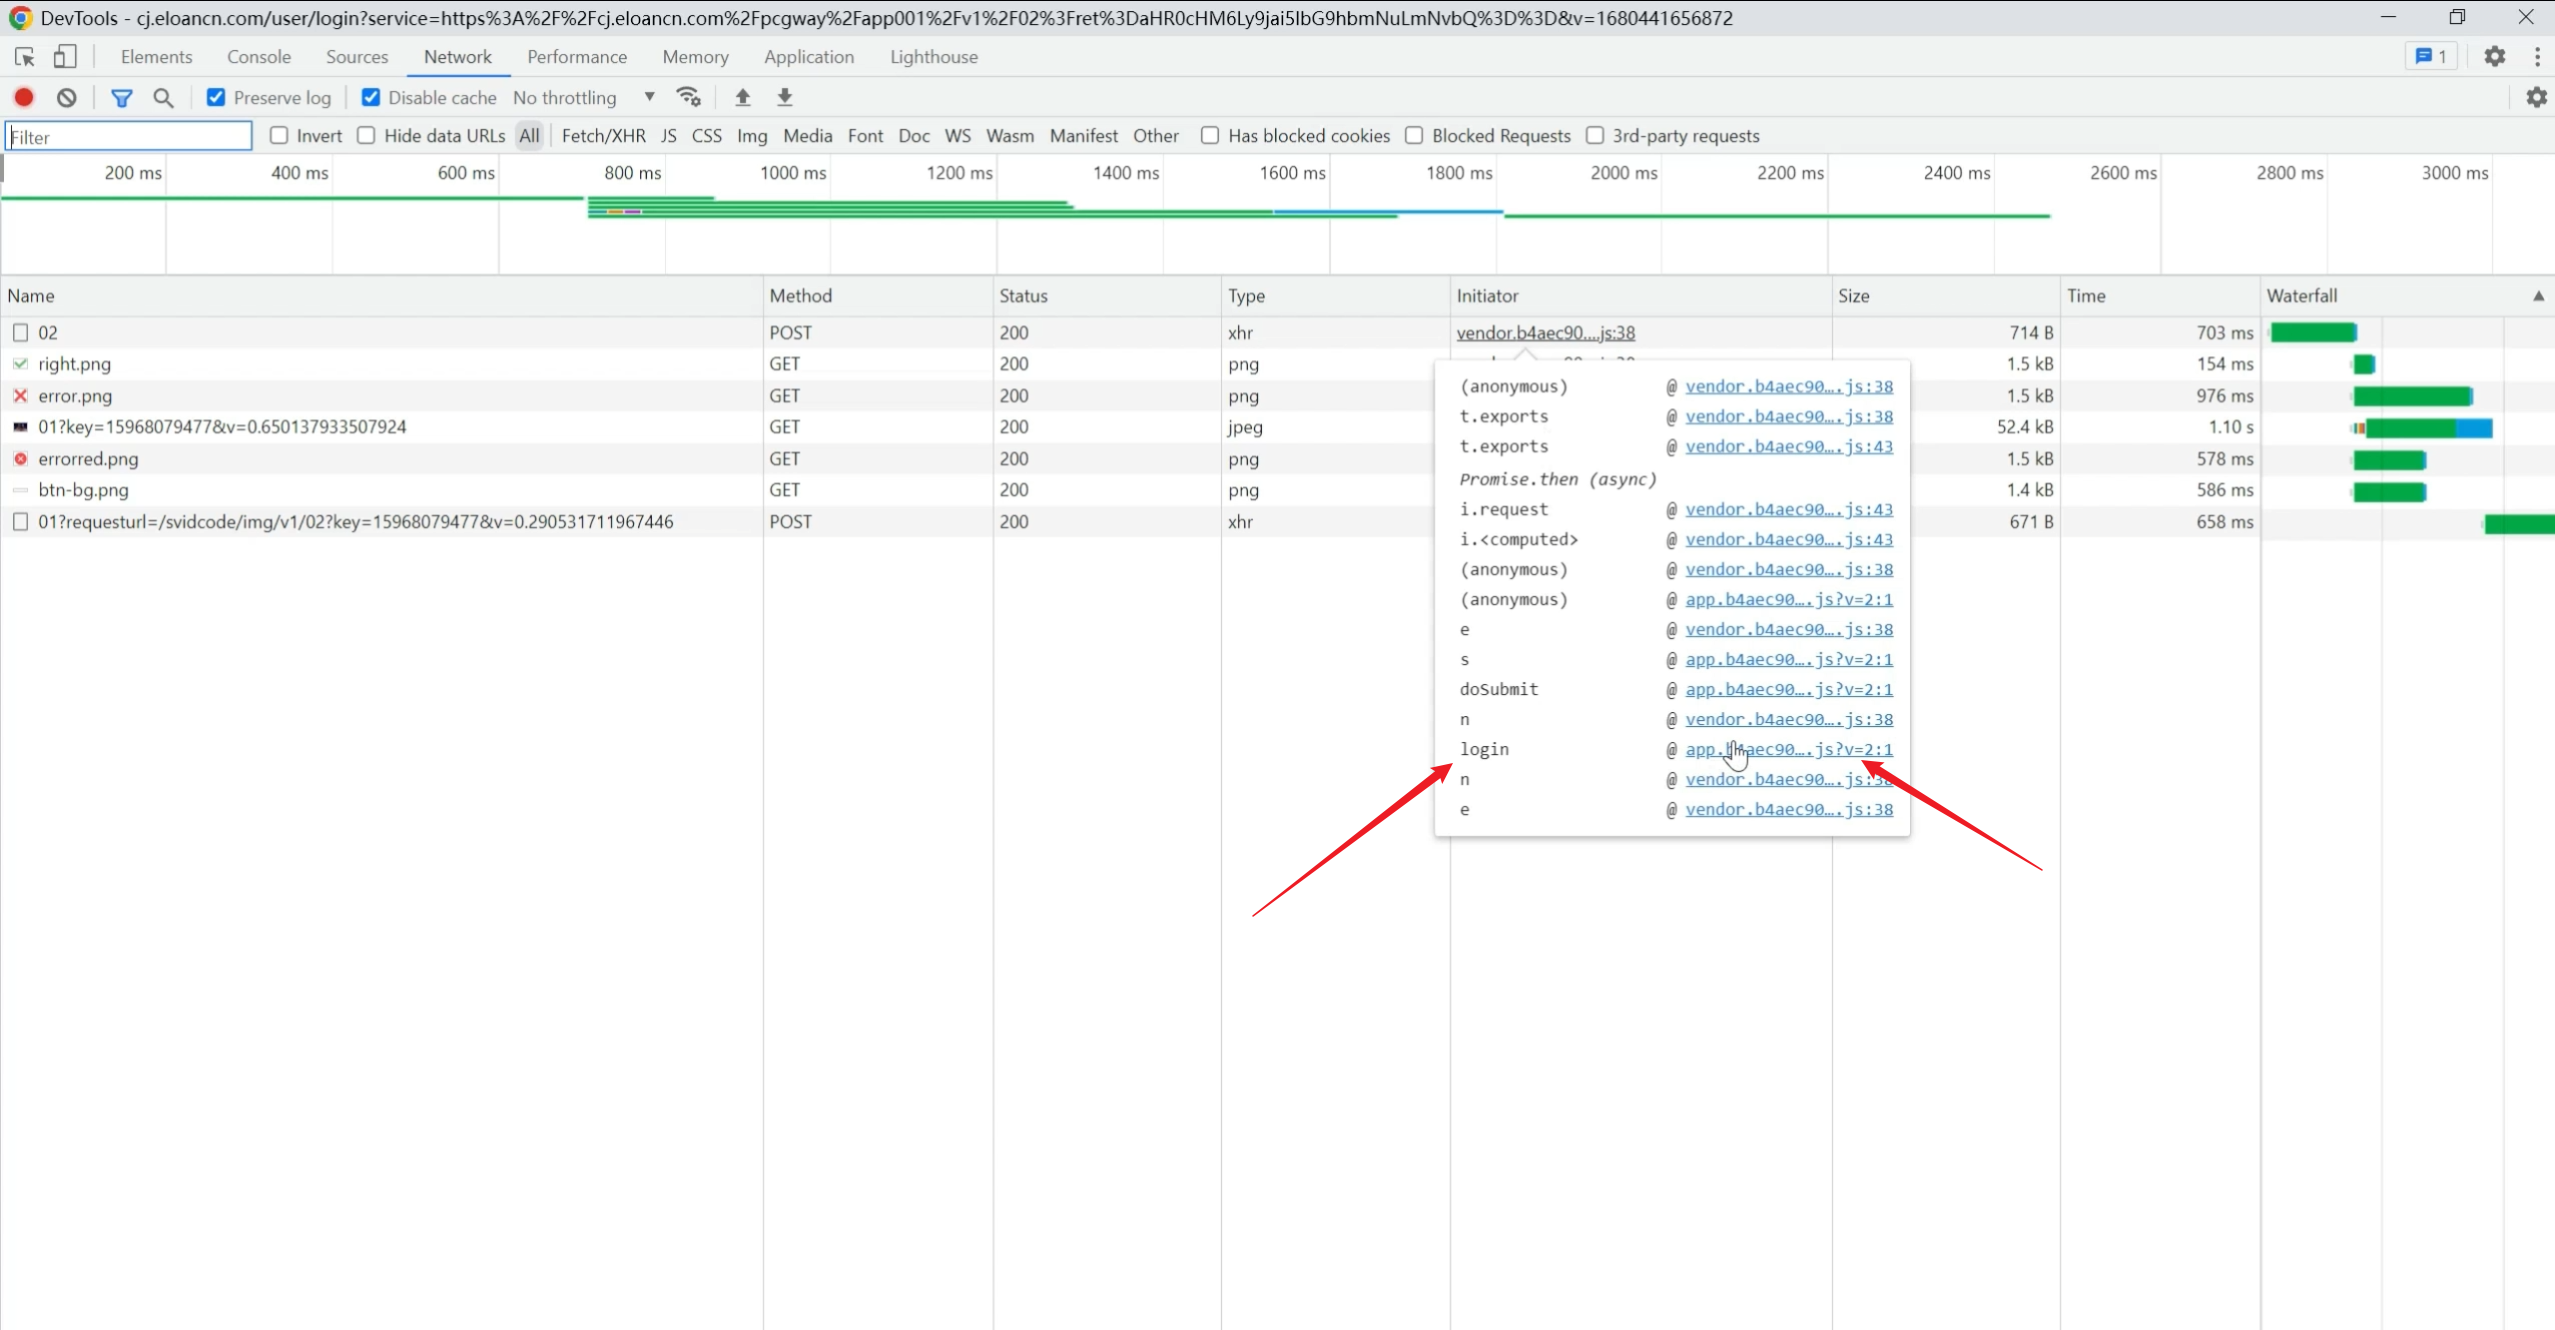 DevTools - cj.eloancn.com/user/login?service=https%3A%2F%2Fcj.eloancn.com%2Fpcgway%2Fapp001%2Fv1%2F02%3Fret%3DaHR0cHM6Ly9jai5lbG9hbmNuLmNvbQ%3D%3D&v=1680441656872
Elements Console Sources Network Performance Memory Application Lighthouse 1
Preserve log Disable cache No throttling
Filter Invert Hide data URLs All Fetch/XHR JS CSS Img Media Font Doc WS Wasm Manifest Other Has blocked cookies Blocked Requests 3rd-party requests
200 ms 400 ms 600 ms 800 ms 1000 ms 1200 ms 1400 ms 1600 ms 1800 ms 2000 ms 2200 ms 2400 ms 2600 ms 2800 ms 3000 ms
Name Method Status Type Initiator Size Time Waterfall
02 POST 200 xhr vendor.b4aec90....js:38 714 B 703 ms
right.png GET 200 png 1.5 kB 154 ms
error.png GET 200 png 1.5 kB 976 ms
01?key=15968079477&v=0.650137933507924 GET 200 jpeg 52.4 kB 1.10 s
errorred.png GET 200 png 1.5 kB 578 ms
btn-bg.png GET 200 png 1.4 kB 586 ms
01?requesturl=/svidcode/img/v1/02?key=15968079477&v=0.290531711967446 POST 200 xhr 671 B 658 ms
(anonymous) @ vendor.b4aec90….js:38
t.exports @ vendor.b4aec90….js:38
t.exports @ vendor.b4aec90….js:43
Promise.then (async)
i.request @ vendor.b4aec90….js:43
i.<computed> @ vendor.b4aec90….js:43
(anonymous) @ vendor.b4aec90….js:38
(anonymous) @ app.b4aec90….js?v=2:1
e @ vendor.b4aec90….js:38
s @ app.b4aec90….js?v=2:1
doSubmit @ app.b4aec90….js?v=2:1
n @ vendor.b4aec90….js:38
login @ app.b4aec90….js?v=2:1
n @ vendor.b4aec90….js:38
e @ vendor.b4aec90….js:38